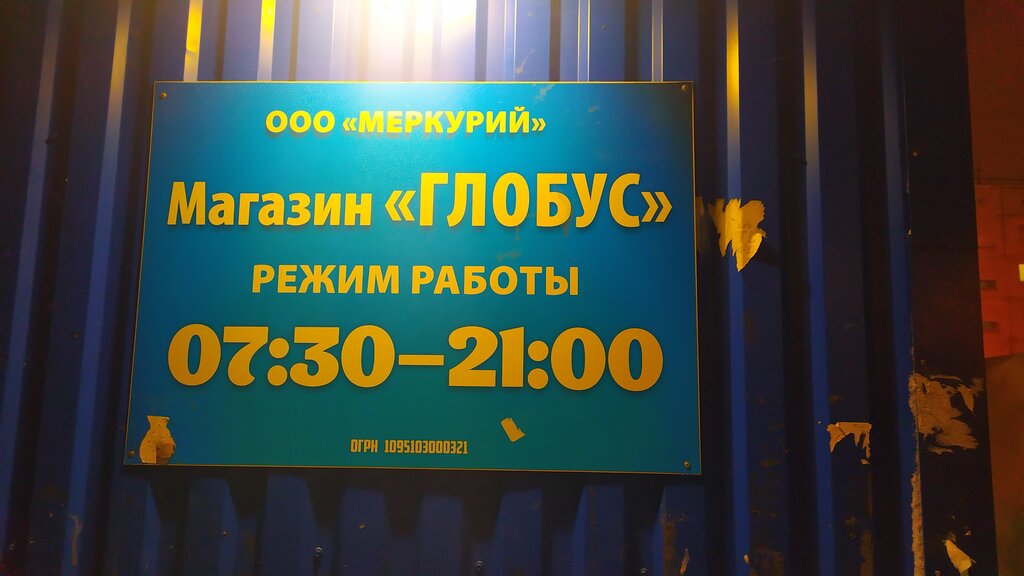 ООО «МЕРКУРИЙ»
Магазин «ГЛОБУС»
РЕЖИМ РАБОТЫ
07:30–21:00
ОГРН 1095103000321